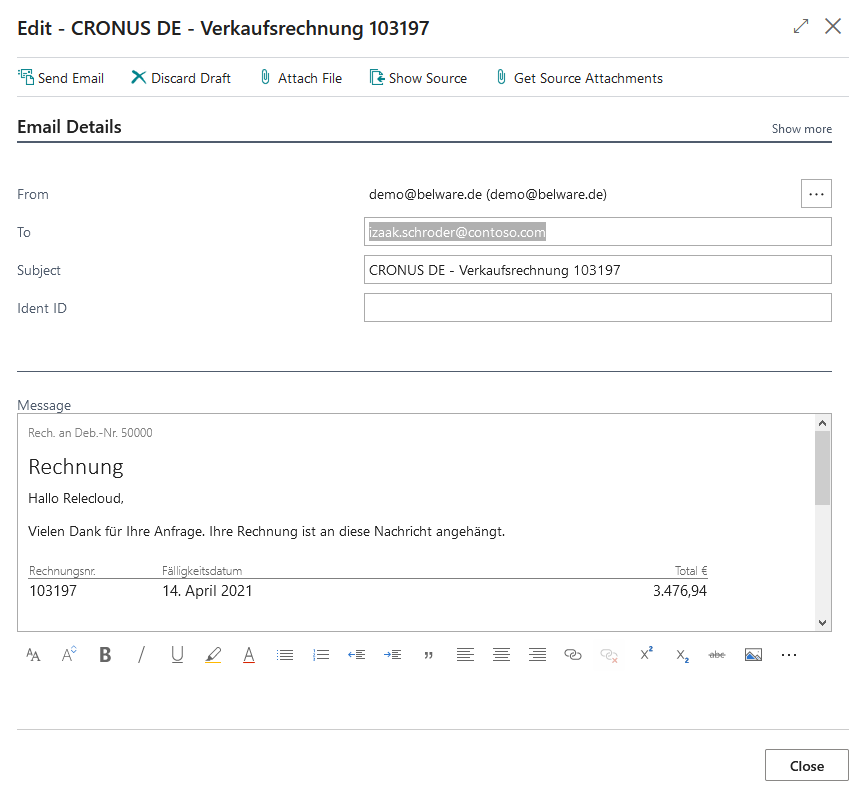 Edit - CRONUS DE - Verkaufsrechnung 103197
Send Email Discard Draft Attach File Show Source Get Source Attachments
Email Details Show more
From demo@belware.de (demo@belware.de) ...
To izaak.schroder@contoso.com
Subject CRONUS DE - Verkaufsrechnung 103197
Ident ID
Message
Rech. an Deb.-Nr. 50000
Rechnung
Hallo Relecloud,
Vielen Dank für Ihre Anfrage. Ihre Rechnung ist an diese Nachricht angehängt.
Rechnungsnr. Fälligkeitsdatum Total €
103197 14. April 2021 3.476,94
Close